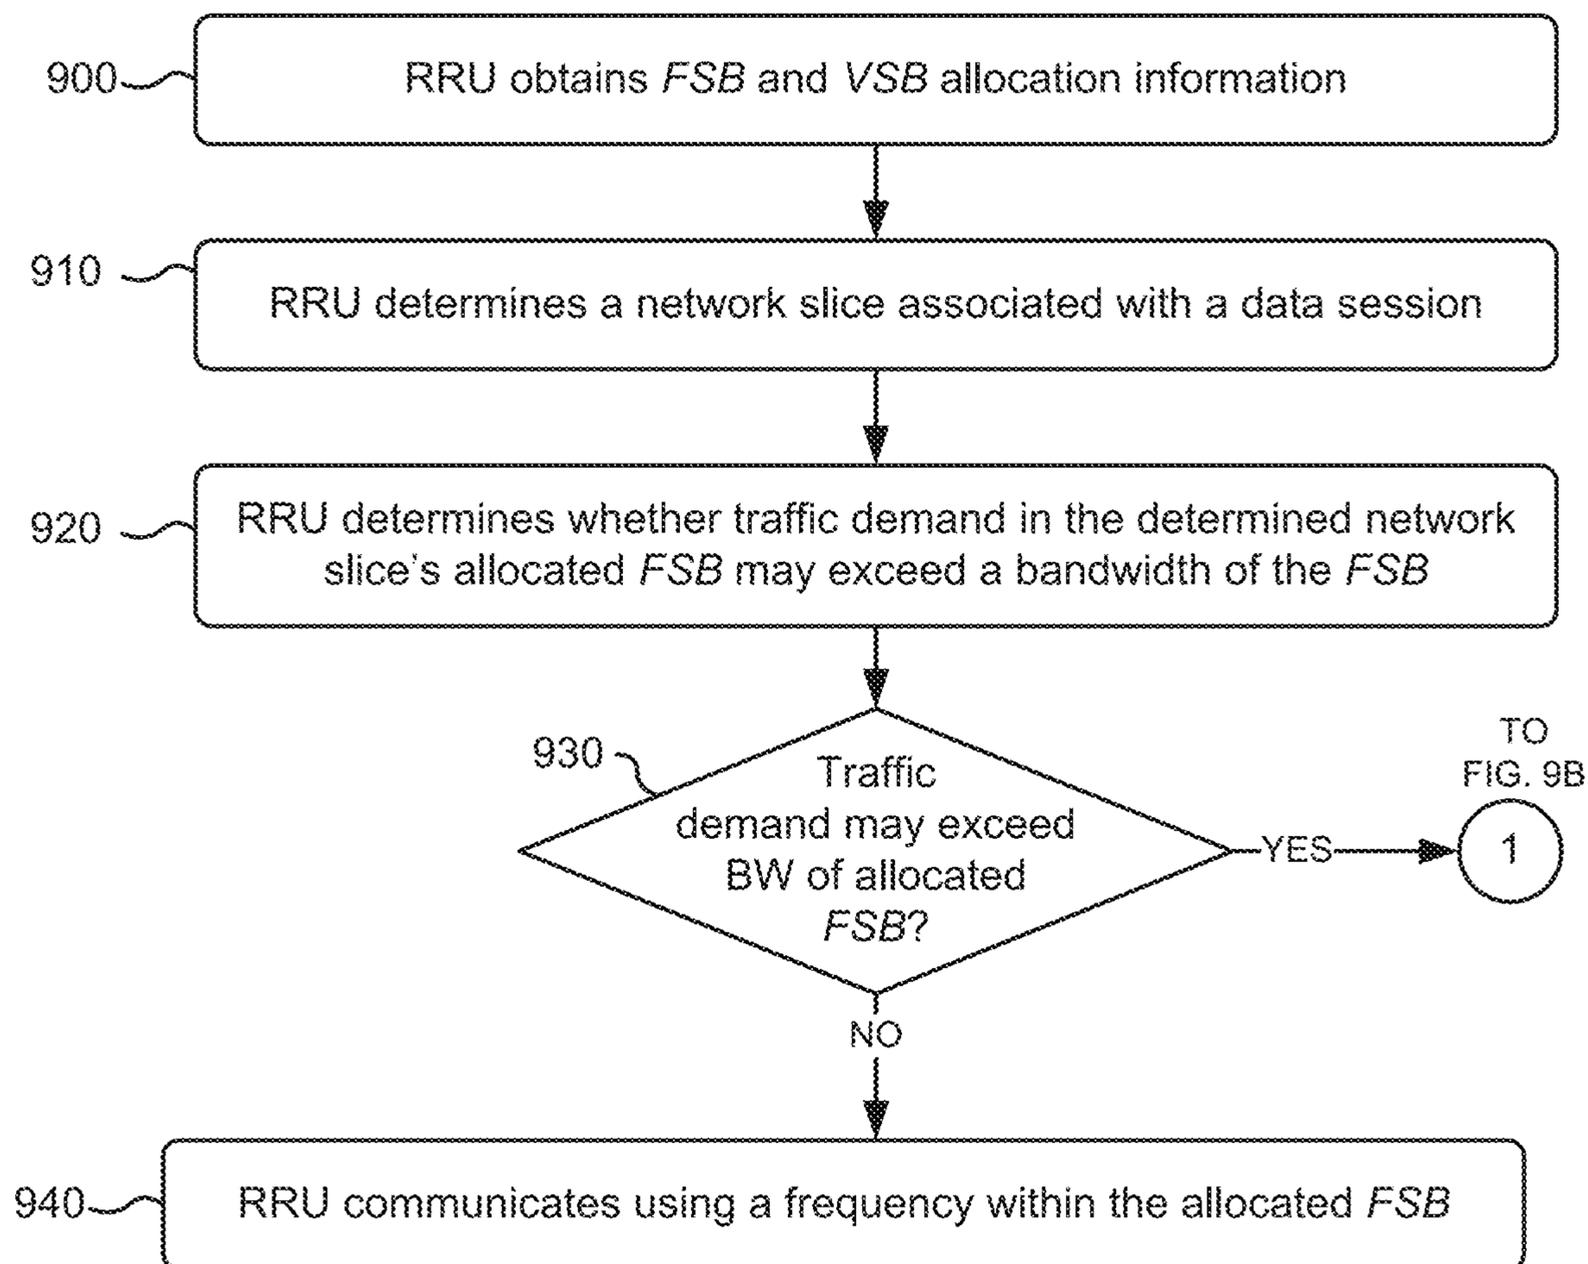 900
RRU obtains FSB and VSB allocation information
910
RRU determines a network slice associated with a data session
920
RRU determines whether traffic demand in the determined network
slice's allocated FSB may exceed a bandwidth of the FSB
930
Traffic
demand may exceed
BW of allocated
FSB?
YES
TO
FIG. 9B
1
NO
940
RRU communicates using a frequency within the allocated FSB